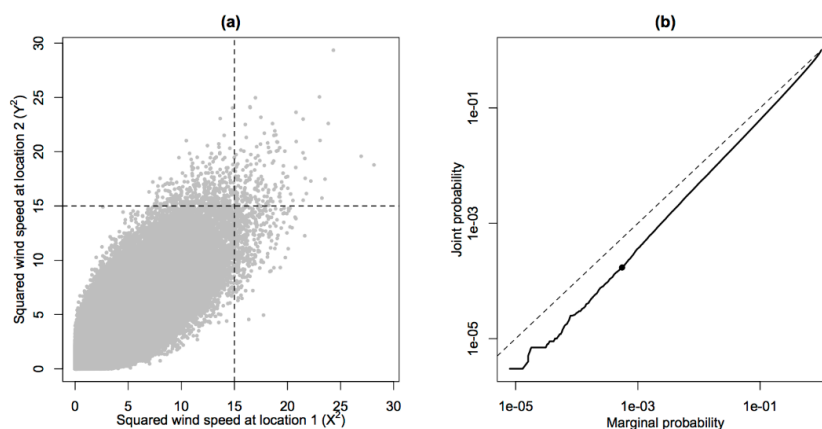 (a)
Squared wind speed at location 2 (Y²)
30
25
20
15
10
5
0
0 5 10 15 20 25 30
Squared wind speed at location 1 (X²)
(b)
Joint probability
1e-01
1e-03
1e-05
1e-05 1e-03 1e-01
Marginal probability